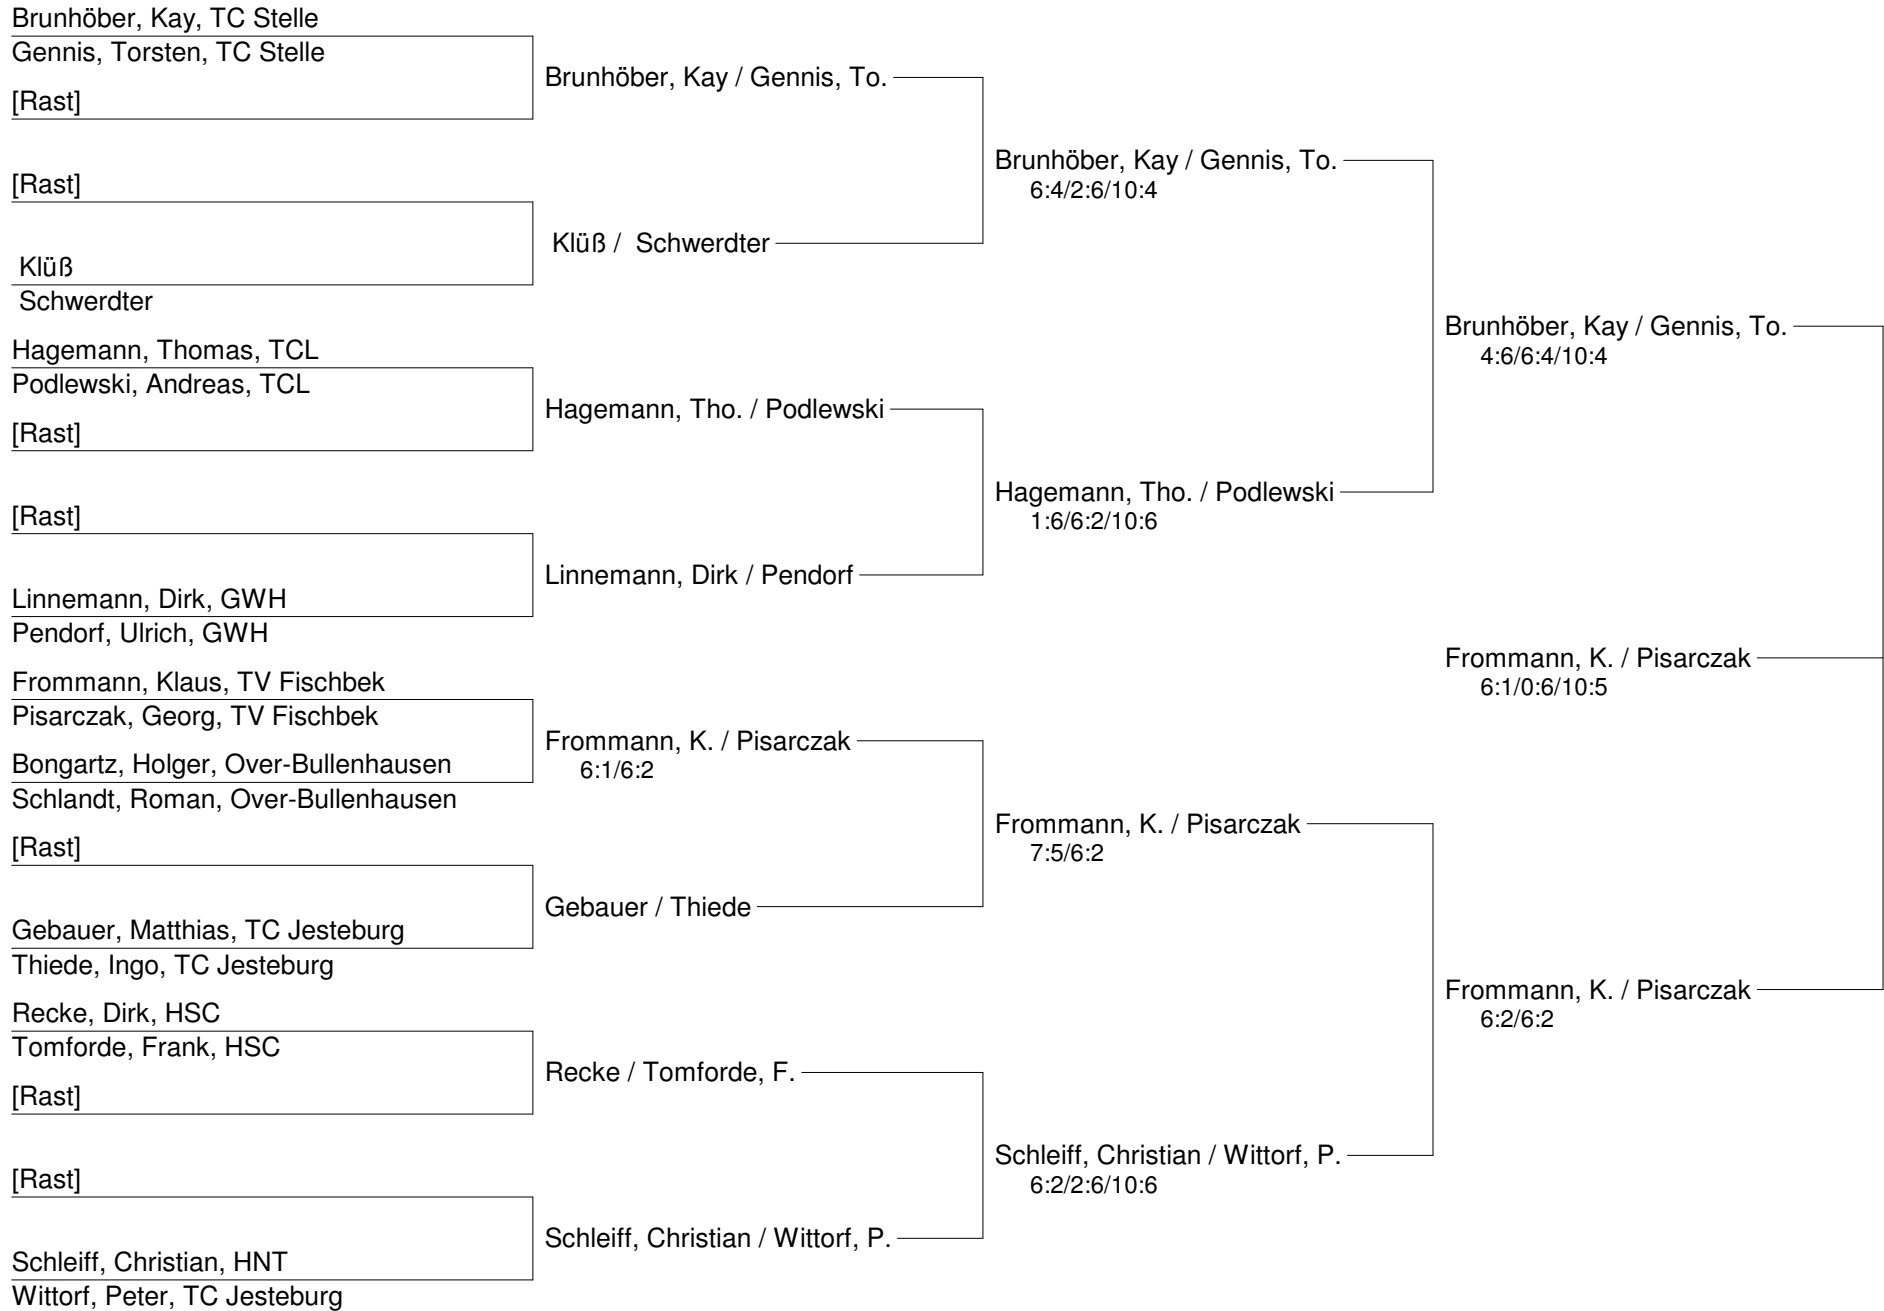 Brunhöber, Kay, TC Stelle
Gennis, Torsten, TC Stelle
[Rast]
[Rast]
Klüß
Schwerdter
Hagemann, Thomas, TCL
Podlewski, Andreas, TCL
[Rast]
[Rast]
Linnemann, Dirk, GWH
Pendorf, Ulrich, GWH
Frommann, Klaus, TV Fischbek
Pisarczak, Georg, TV Fischbek
Bongartz, Holger, Over-Bullenhausen
Schlandt, Roman, Over-Bullenhausen
[Rast]
Gebauer, Matthias, TC Jesteburg
Thiede, Ingo, TC Jesteburg
Recke, Dirk, HSC
Tomforde, Frank, HSC
[Rast]
[Rast]
Schleiff, Christian, HNT
Wittorf, Peter, TC Jesteburg
Brunhöber, Kay / Gennis, To.
Klüß / Schwerdter
Hagemann, Tho. / Podlewski
Linnemann, Dirk / Pendorf
Frommann, K. / Pisarczak
6:1/6:2
Gebauer / Thiede
Recke / Tomforde, F.
Schleiff, Christian / Wittorf, P.
Brunhöber, Kay / Gennis, To.
6:4/2:6/10:4
Hagemann, Tho. / Podlewski
1:6/6:2/10:6
Frommann, K. / Pisarczak
7:5/6:2
Schleiff, Christian / Wittorf, P.
6:2/2:6/10:6
Brunhöber, Kay / Gennis, To.
4:6/6:4/10:4
Frommann, K. / Pisarczak
6:1/0:6/10:5
Frommann, K. / Pisarczak
6:2/6:2